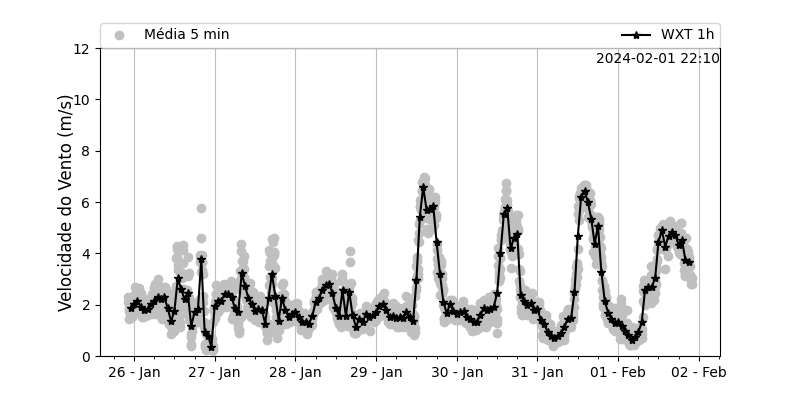 Média 5 min
WXT 1h
2024-02-01 22:10
Velocidade do Vento (m/s)
12
10
8
6
4
2
0
26 - Jan
27 - Jan
28 - Jan
29 - Jan
30 - Jan
31 - Jan
01 - Feb
02 - Feb